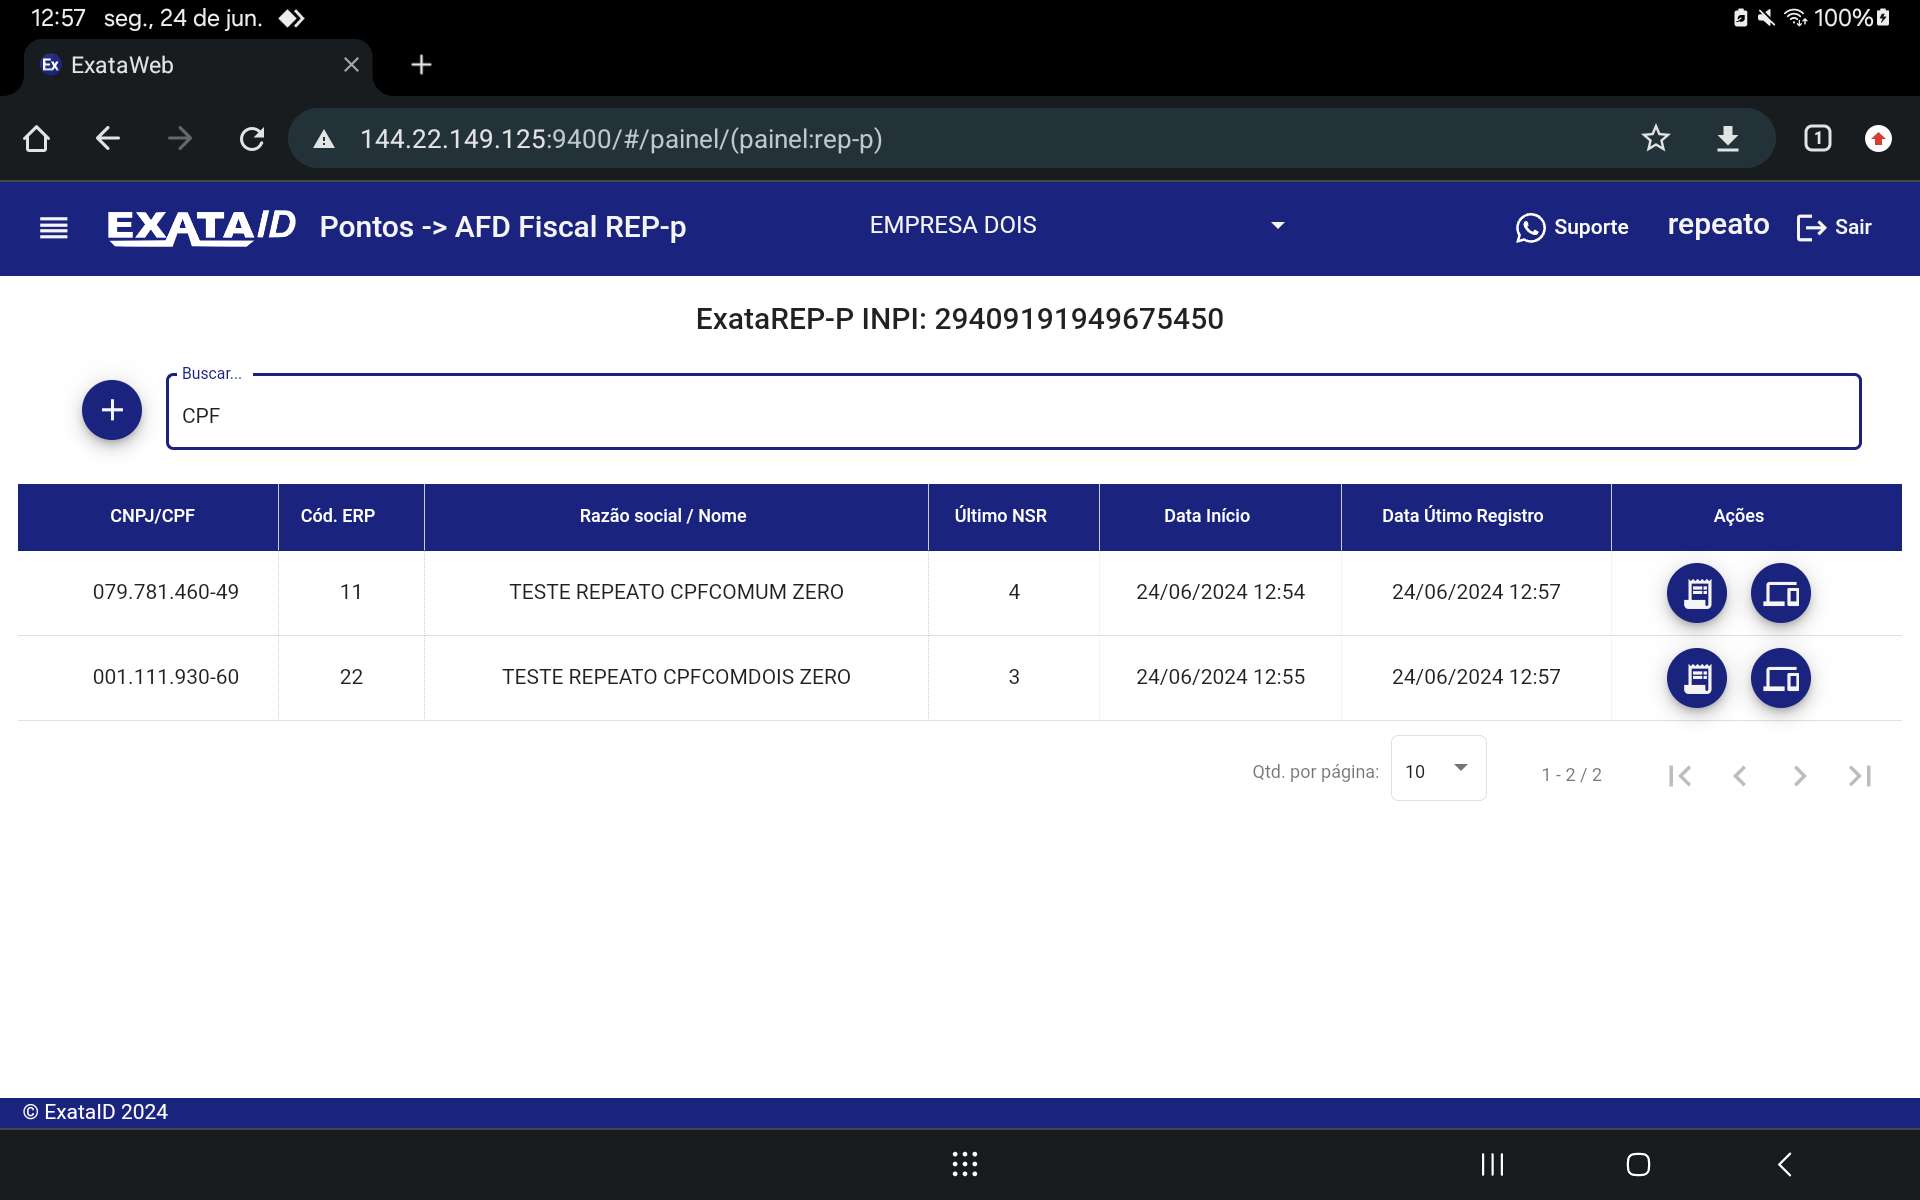 12:57 seg., 24 de jun. 100%
Ex ExataWeb
144.22.149.125:9400/#/painel/(painel:rep-p) 1
EXATAID Pontos -> AFD Fiscal REP-p EMPRESA DOIS Suporte repeato Sair
ExataREP-P INPI: 29409191949675450
Buscar...
CPF
CNPJ/CPF Cód. ERP Razão social / Nome Último NSR Data Início Data Útimo Registro Ações
079.781.460-49 11 TESTE REPEATO CPFCOMUM ZERO 4 24/06/2024 12:54 24/06/2024 12:57
001.111.930-60 22 TESTE REPEATO CPFCOMDOIS ZERO 3 24/06/2024 12:55 24/06/2024 12:57
Qtd. por página: 10 1 - 2 / 2
© ExataID 2024